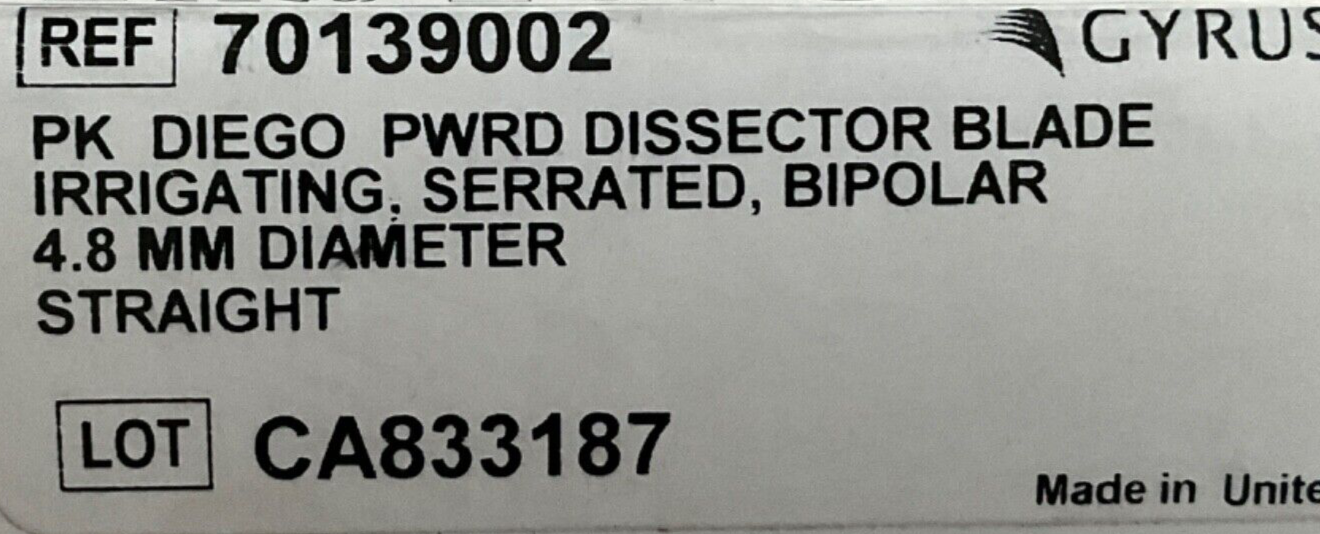 REF 70139002 GYRUS
PK DIEGO PWRD DISSECTOR BLADE
IRRIGATING, SERRATED, BIPOLAR
4.8 MM DIAMETER
STRAIGHT
LOT CA833187
Made in Unite